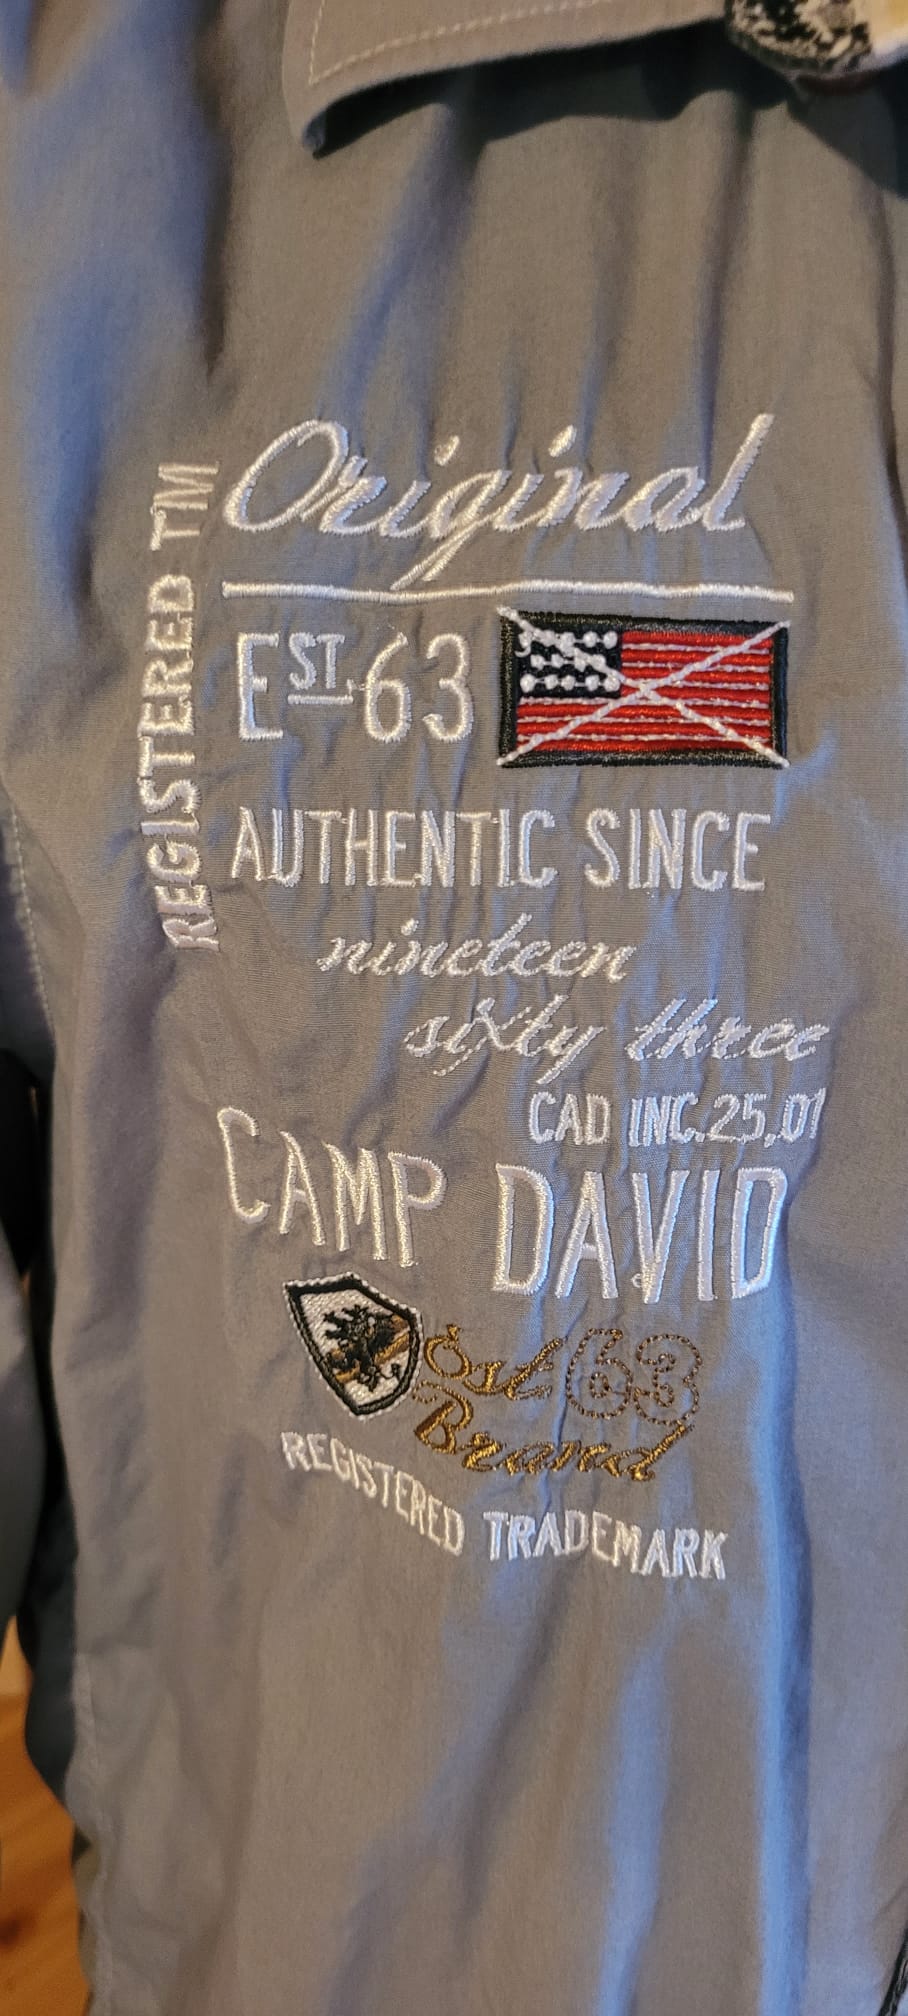 REGISTERED TM
Original
EST 63
AUTHENTIC SINCE
nineteen
sixty three
CAD INC.25,01
CAMP DAVID
Est 63
Brand
REGISTERED TRADEMARK